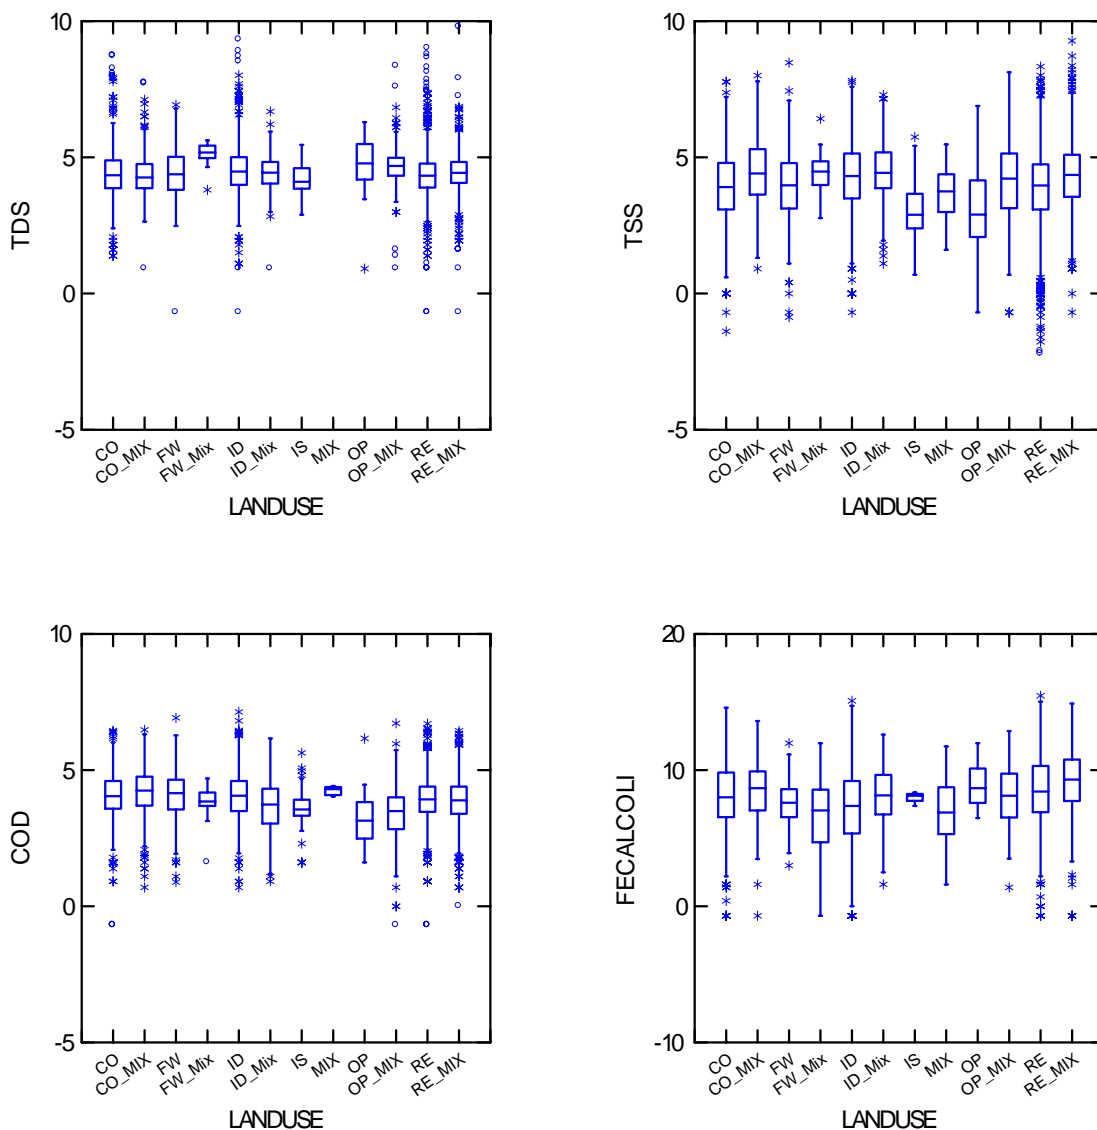 10
5
0
-5
TDS
CO
CO_MIX
FW
FW_Mix
ID
ID_Mix
IS
MIX
OP
OP_MIX
RE
RE_MIX
LANDUSE
10
5
0
-5
TSS
CO
CO_MIX
FW
FW_Mix
ID
ID_Mix
IS
MIX
OP
OP_MIX
RE
RE_MIX
LANDUSE
10
5
0
-5
COD
CO
CO_MIX
FW
FW_Mix
ID
ID_Mix
IS
MIX
OP
OP_MIX
RE
RE_MIX
LANDUSE
20
10
0
-10
FECALCOLI
CO
CO_MIX
FW
FW_Mix
ID
ID_Mix
IS
MIX
OP
OP_MIX
RE
RE_MIX
LANDUSE